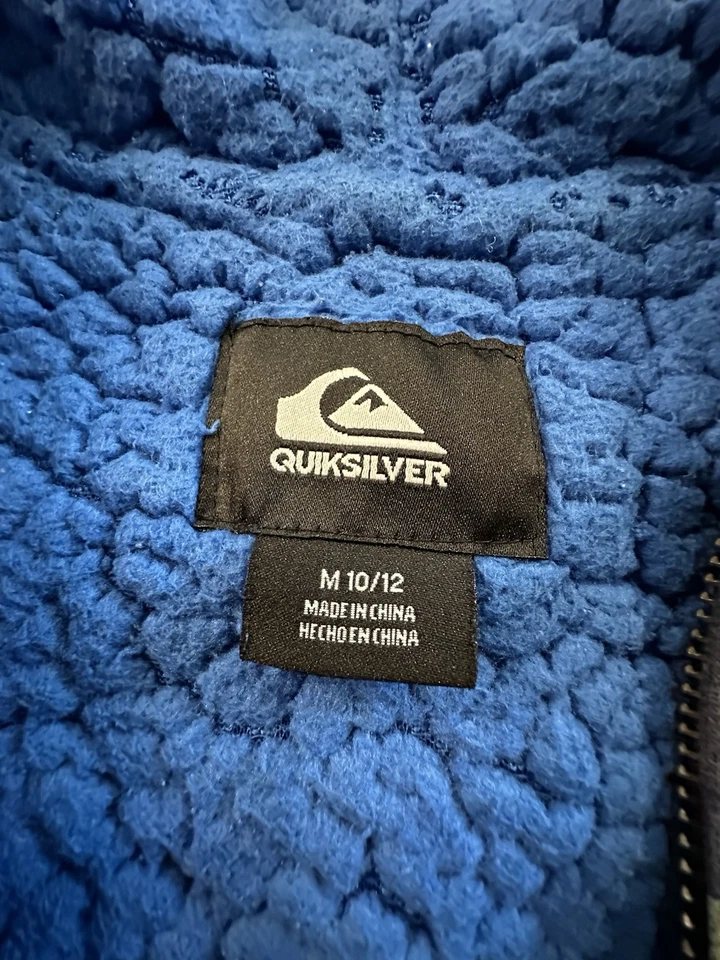 QUIKSILVER
M 10/12
MADE IN CHINA
HECHO EN CHINA